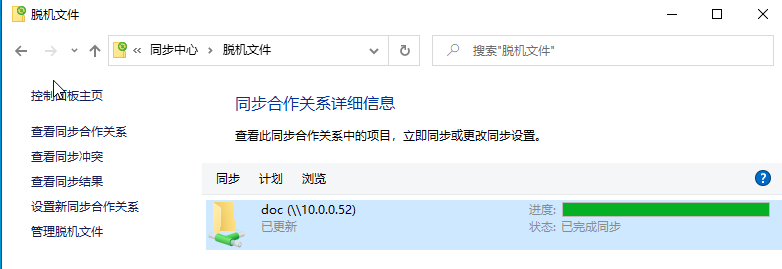 脱机文件
« 同步中心 › 脱机文件
搜索"脱机文件"
控制面板主页
查看同步合作关系
查看同步冲突
查看同步结果
设置新同步合作关系
管理脱机文件
同步合作关系详细信息
查看此同步合作关系中的项目，立即同步或更改同步设置。
同步 计划 浏览
doc (\\10.0.0.52)
已更新
进度:
状态: 已完成同步